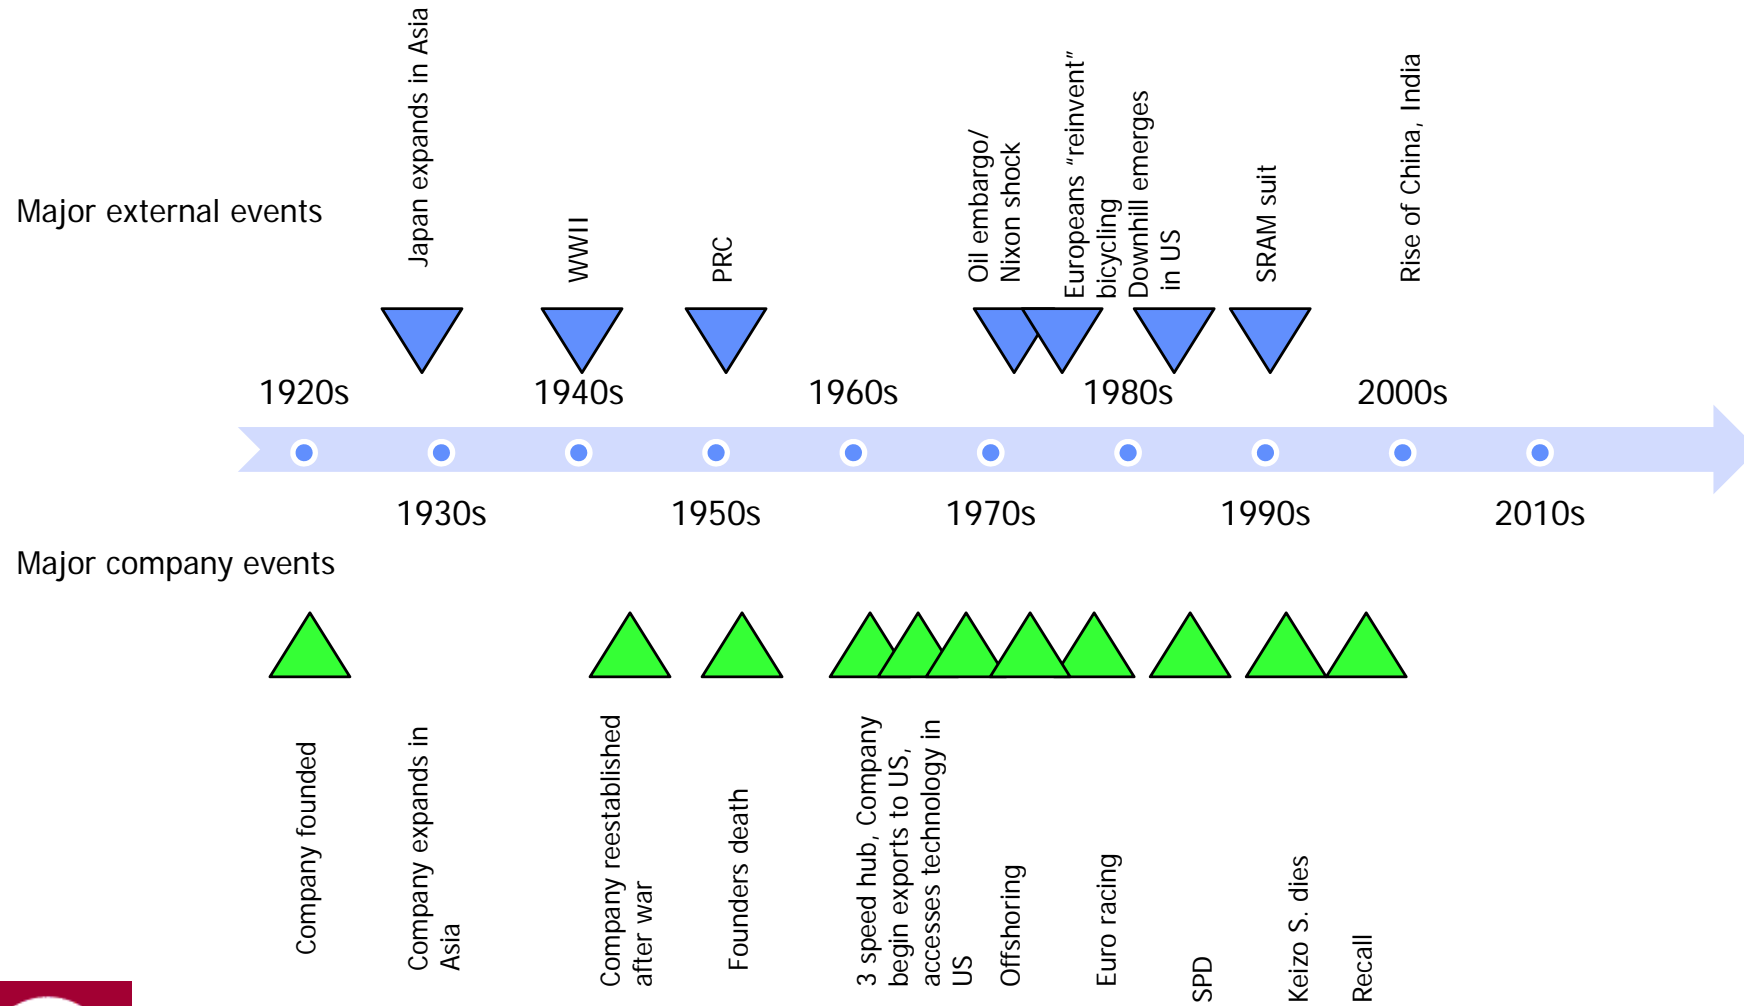 Japan expands in Asia
Oil embargo/
Nixon shock
Europeans “reinvent”
bicycling
Downhill emerges
in US
SRAM suit
Rise of China, India
Major external events
WWII
PRC
1920s
1940s
1960s
1980s
2000s
1930s
1950s
1970s
1990s
2010s
Major company events
Company founded
Company expands in
Asia
Company reestablished
after war
Founders death
3 speed hub, Company
begin exports to US,
accesses technology in
US
Offshoring
Euro racing
SPD
Keizo S. dies
Recall